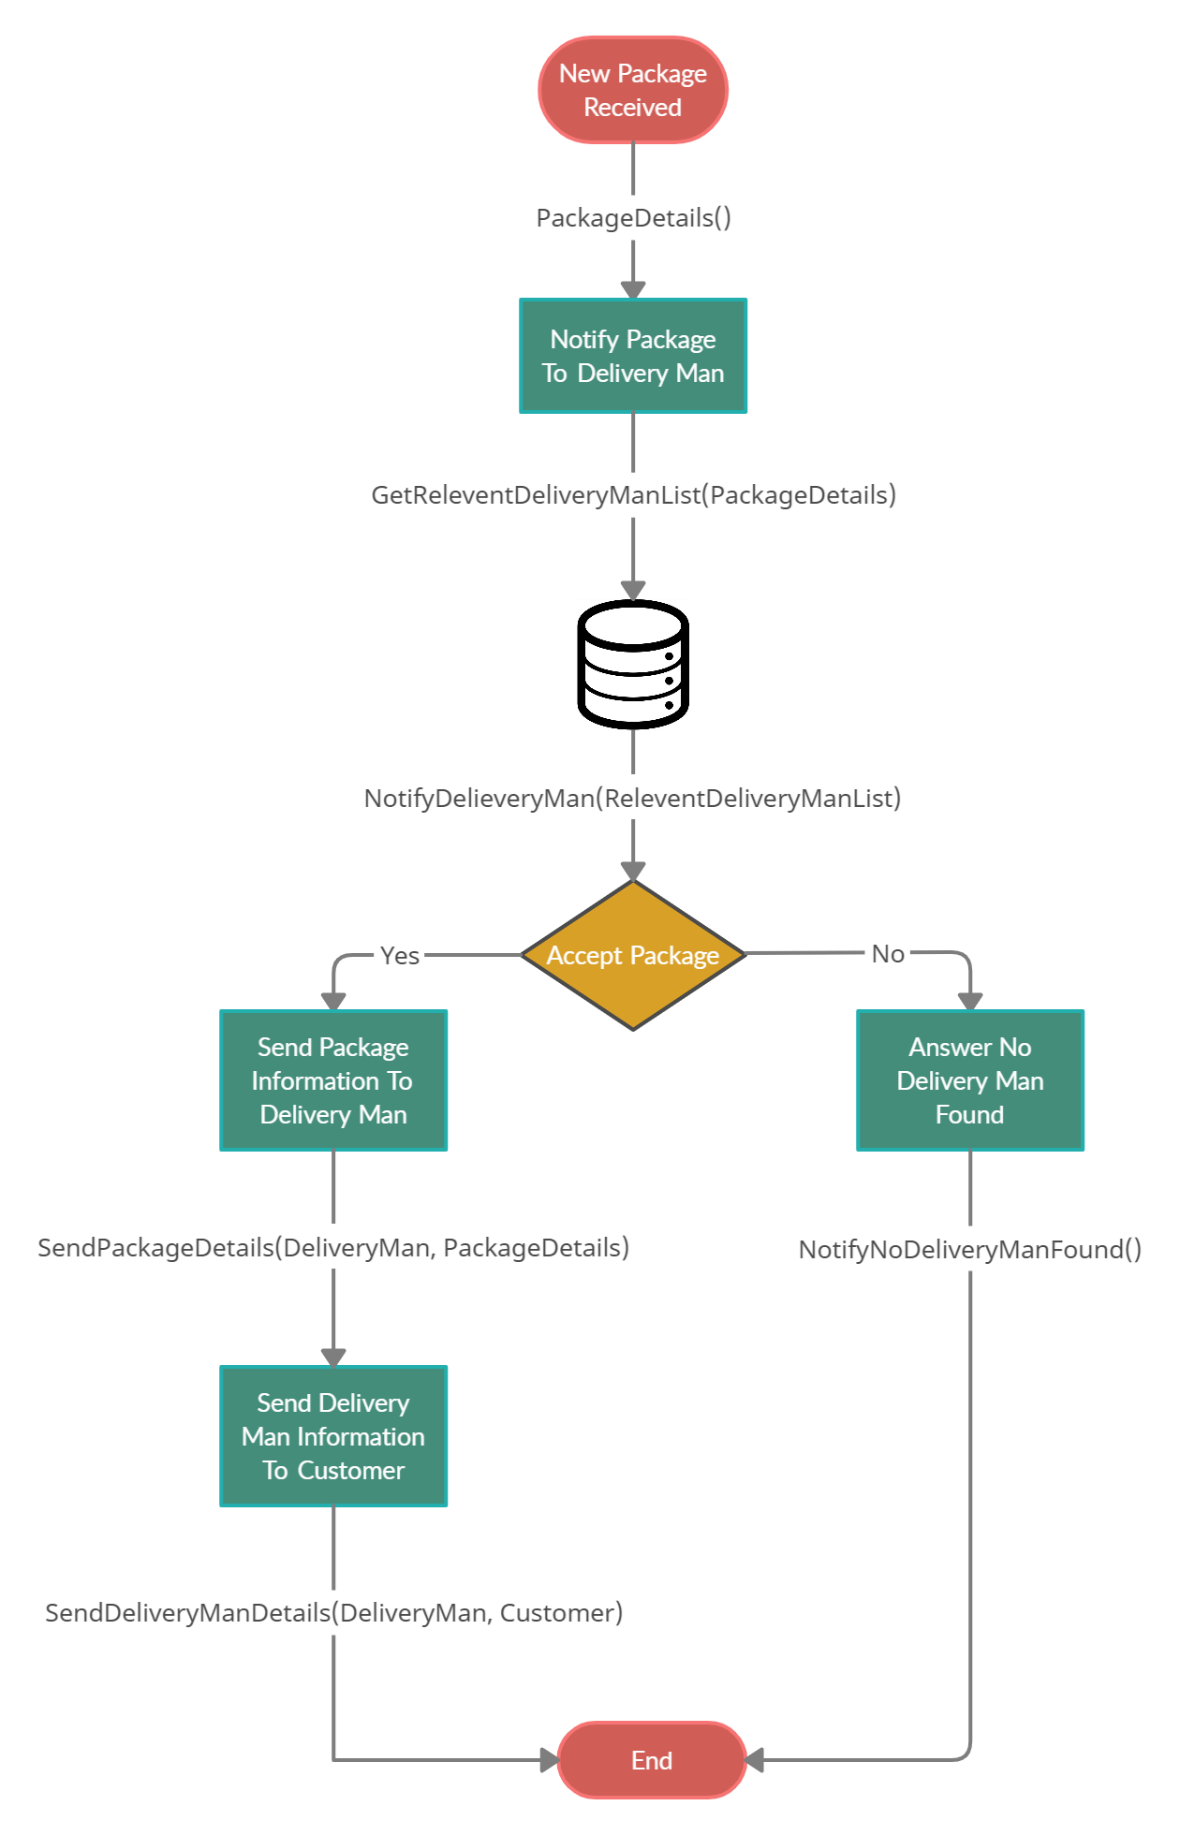 New Package
Received
PackageDetails()
Notify Package
To Delivery Man
GetReleventDeliveryManList(PackageDetails)
NotifyDelieveryMan(ReleventDeliveryManList)
Accept Package
Yes
No
Send Package
Information To
Delivery Man
Answer No
Delivery Man
Found
SendPackageDetails(DeliveryMan, PackageDetails)
NotifyNoDeliveryManFound()
Send Delivery
Man Information
To Customer
SendDeliveryManDetails(DeliveryMan, Customer)
End